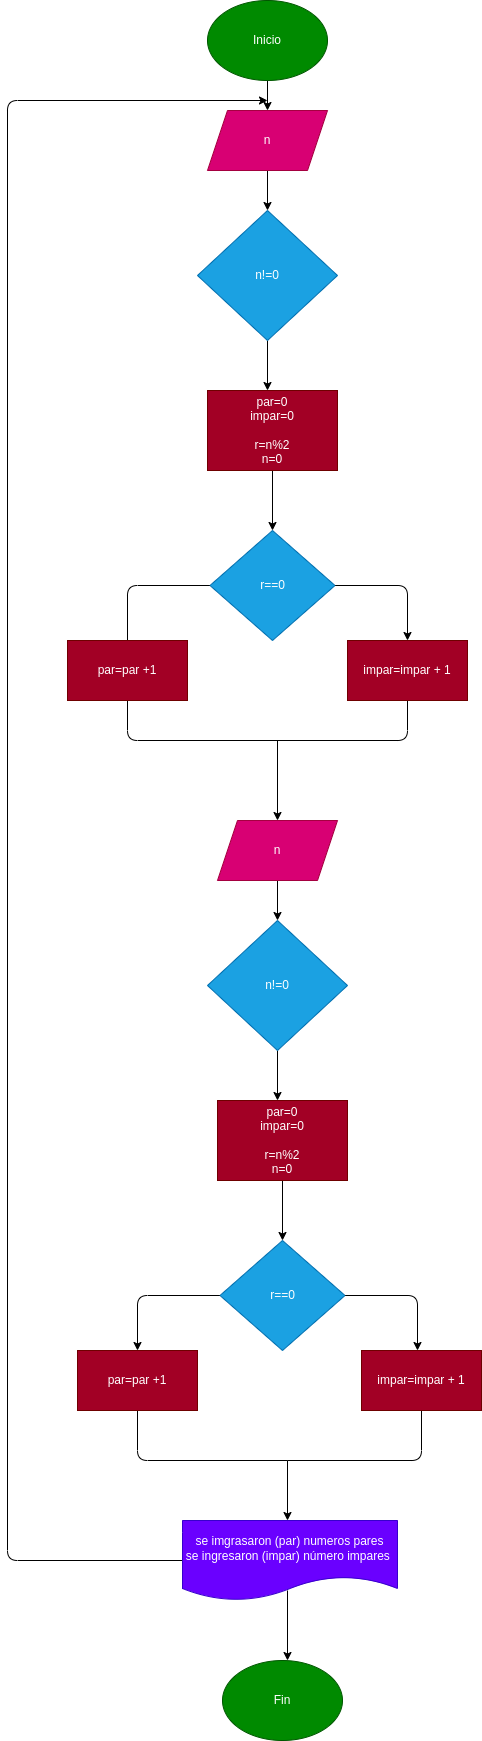 Inicio
n
n!=0
par=0
impar=0
r=n%2
n=0
r==0
par=par +1
impar=impar + 1
n
n!=0
par=0
impar=0
r=n%2
n=0
r==0
par=par +1
impar=impar + 1
se imgrasaron (par) numeros pares
se ingresaron (impar) número impares
Fin